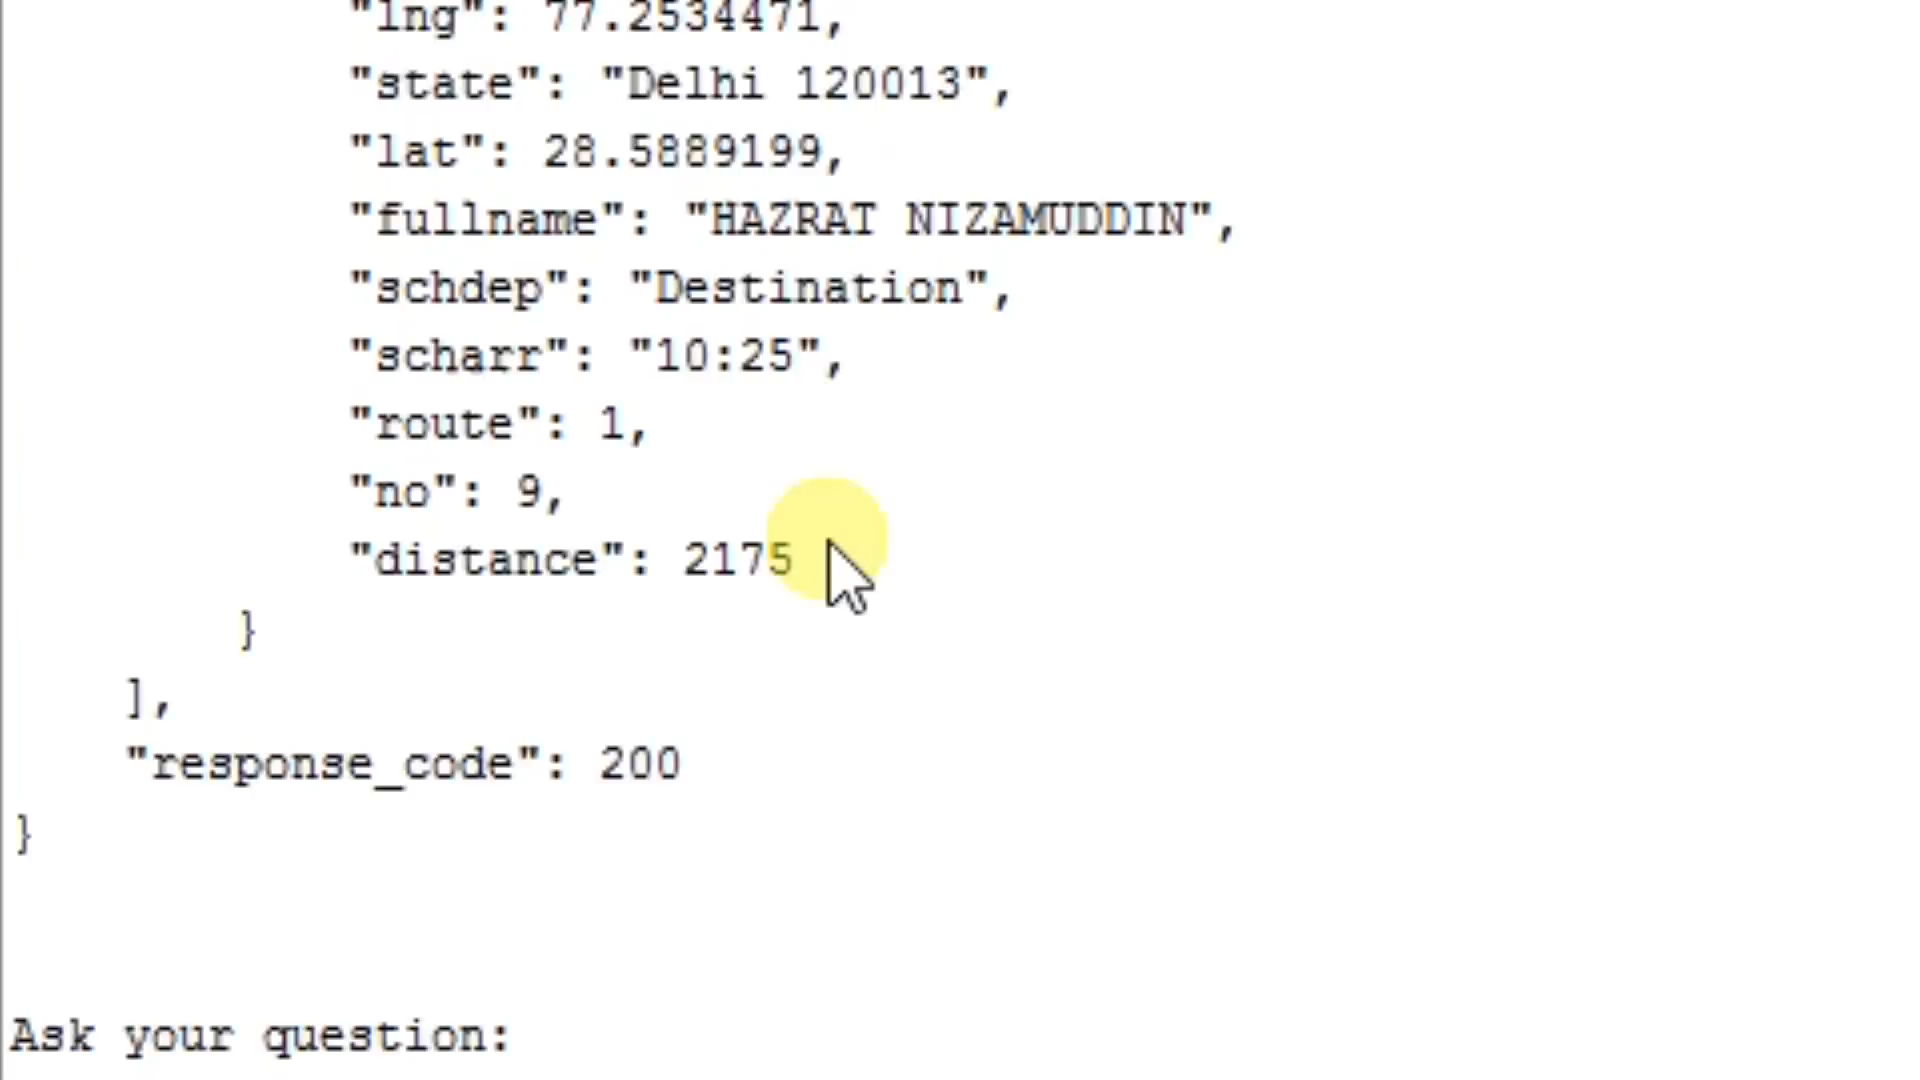 "lng": 77.2534471,
"state": "Delhi 120013",
"lat": 28.5889199,
"fullname": "HAZRAT NIZAMUDDIN",
"schdep": "Destination",
"scharr": "10:25",
"route": 1,
"no": 9,
"distance": 2175
}
],
"response_code": 200
}
Ask your question: